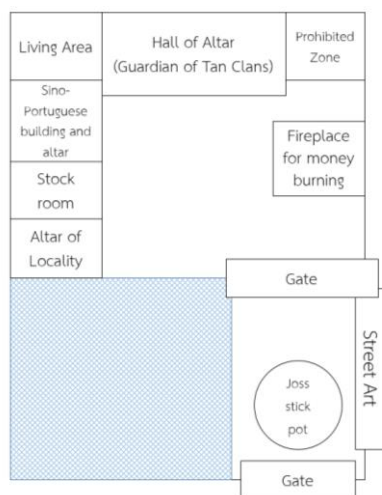 Living Area
Hall of Altar
(Guardian of Tan Clans)
Prohibited
Zone
Sino-
Portuguese
building and
altar
Fireplace
for money
burning
Stock
room
Altar of
Locality
Gate
Street Art
Joss
stick
pot
Gate